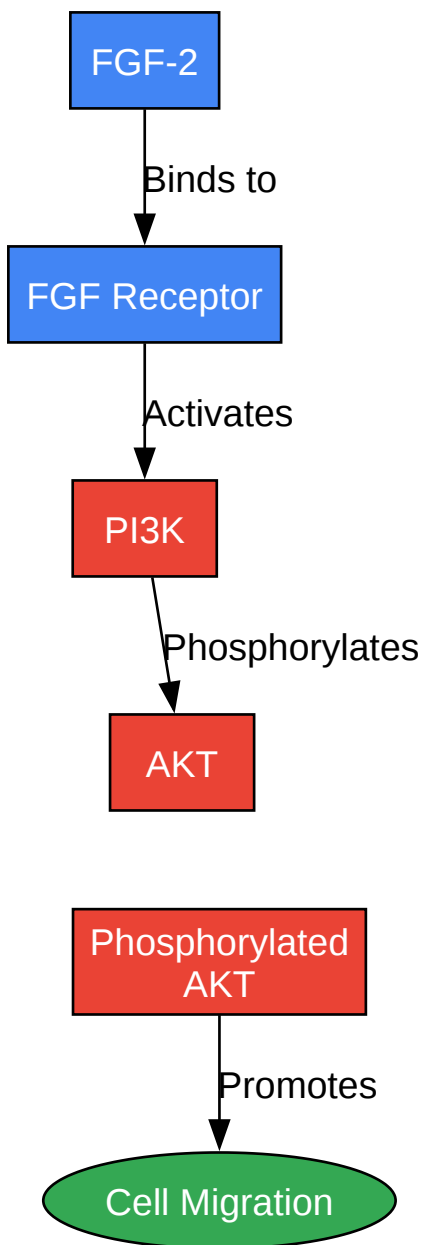 FGF-2
Binds to
FGF Receptor
Activates
PI3K
Phosphorylates
AKT
Phosphorylated
AKT
Promotes
Cell Migration